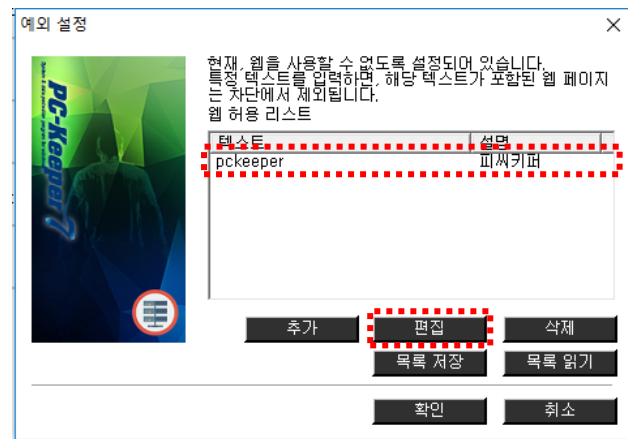 예외 설정
현재, 웹을 사용할 수 없도록 설정되어 있습니다.
특정 텍스트를 입력하면, 해당 텍스트가 포함된 웹 페이지
는 차단에서 제외됩니다.
웹 허용 리스트
텍스트 설명
pckeeper 피씨키퍼
PC-Keeper 7
추가 편집 삭제
목록 저장 목록 읽기
확인 취소